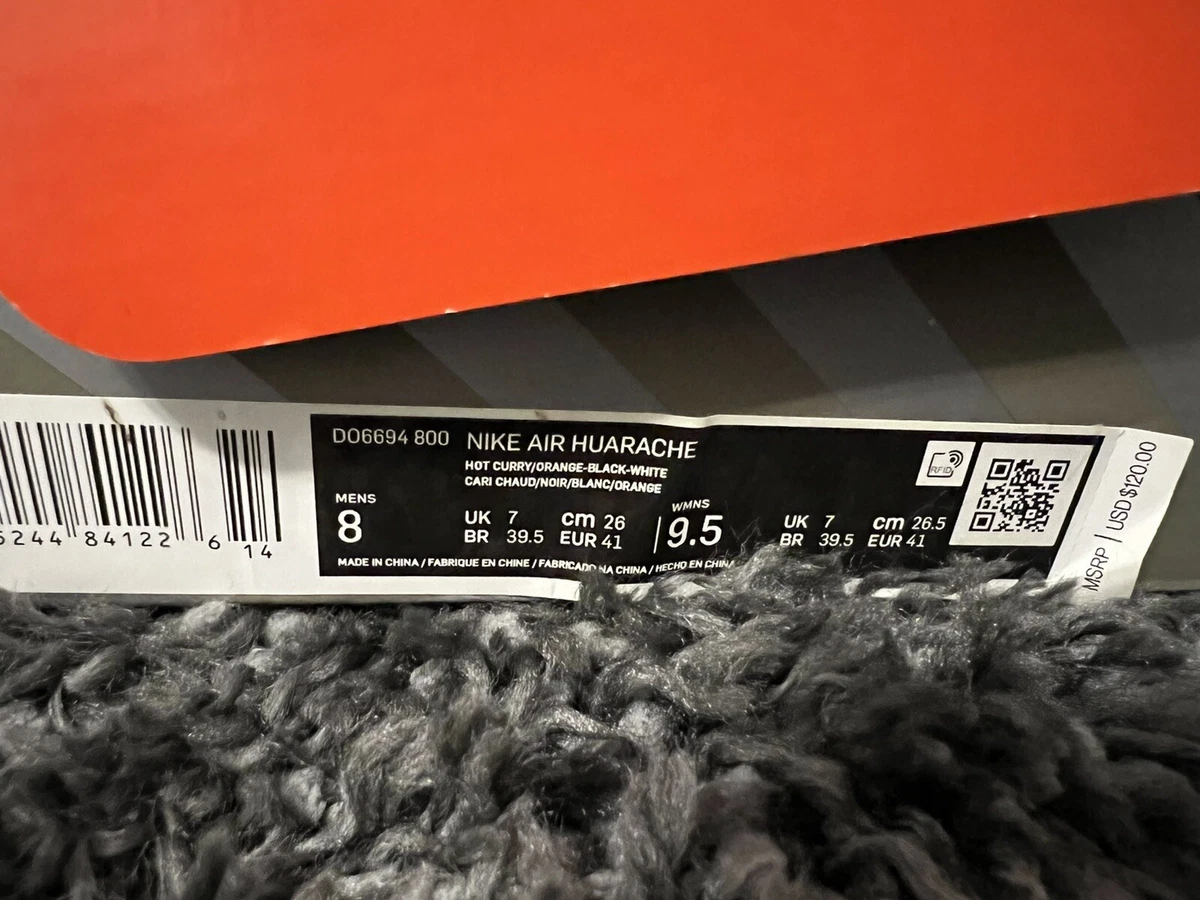 DO6694 800 NIKE AIR HUARACHE
HOT CURRY/ORANGE-BLACK-WHITE
CARI CHAUD/NOIR/BLANC/ORANGE
MENS
8
UK 7 cm 26
BR 39.5 EUR 41
WMNS
9.5
UK 7 cm 26.5
BR 39.5 EUR 41
MADE IN CHINA / FABRIQUE EN CHINE / FABRICADO NA CHINA / HECHO EN CHINA
6244 84122 6 14
RFID
MSRP | USD $120.00